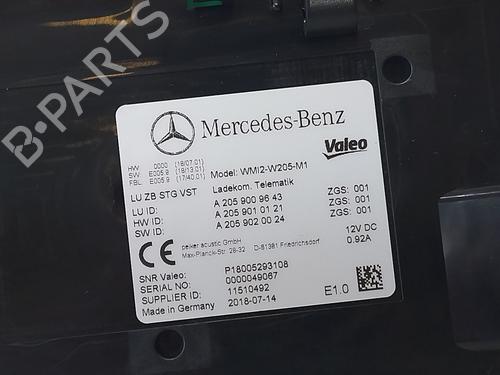 B-PARTS
Mercedes-Benz
Valeo
HW 0000 (18/07.01)
SW E005.9 (18/13.01)
FBL E005.9 (17/40.01)
Model: WMI2-W205-M1
LU ZB STG VST Ladekom. Telematik
LU ID: A 205 900 96 43 ZGS: 001
HW ID: A 205 901 01 21 ZGS: 001
SW ID: A 205 902 00 24 ZGS: 001
CE
peiker acustic GmbH
Max-Planck-Str. 28-32 D-61381 Friedrichsdorf
12V DC
0.92A
SNR Valeo: P18005293108
SERIAL NO: 0000049067
SUPPLIER ID: 11510492
Made in Germany 2018-07-14
E1.0